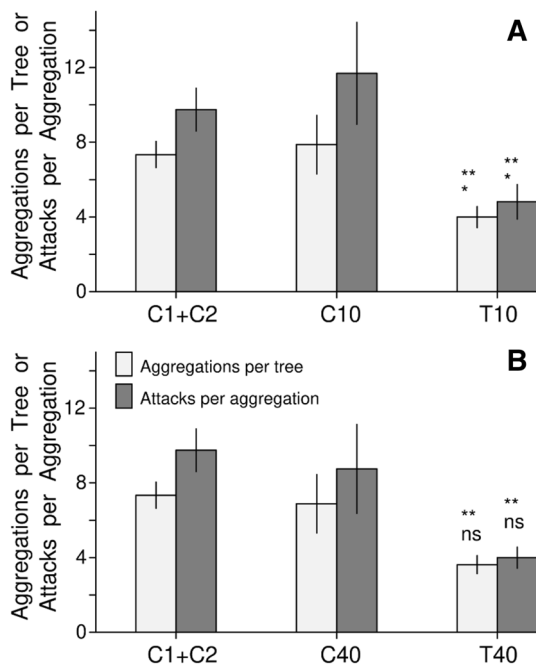 A
Aggregations per Tree or
Attacks per Aggregation
12
8
4
0
**
*
**
*
C1+C2 C10 T10
B
Aggregations per Tree or
Attacks per Aggregation
Aggregations per tree
Attacks per aggregation
12
8
4
0
**
ns
**
ns
C1+C2 C40 T40